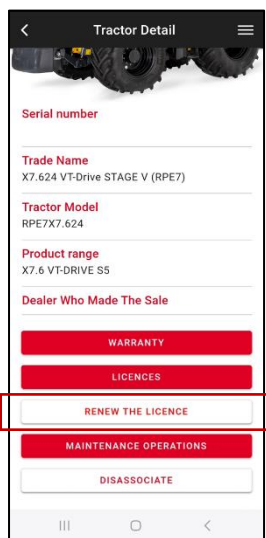 Tractor Detail
Serial number
Trade Name
X7.624 VT-Drive STAGE V (RPE7)
Tractor Model
RPE7X7.624
Product range
X7.6 VT-DRIVE S5
Dealer Who Made The Sale
WARRANTY
LICENCES
RENEW THE LICENCE
MAINTENANCE OPERATIONS
DISASSOCIATE